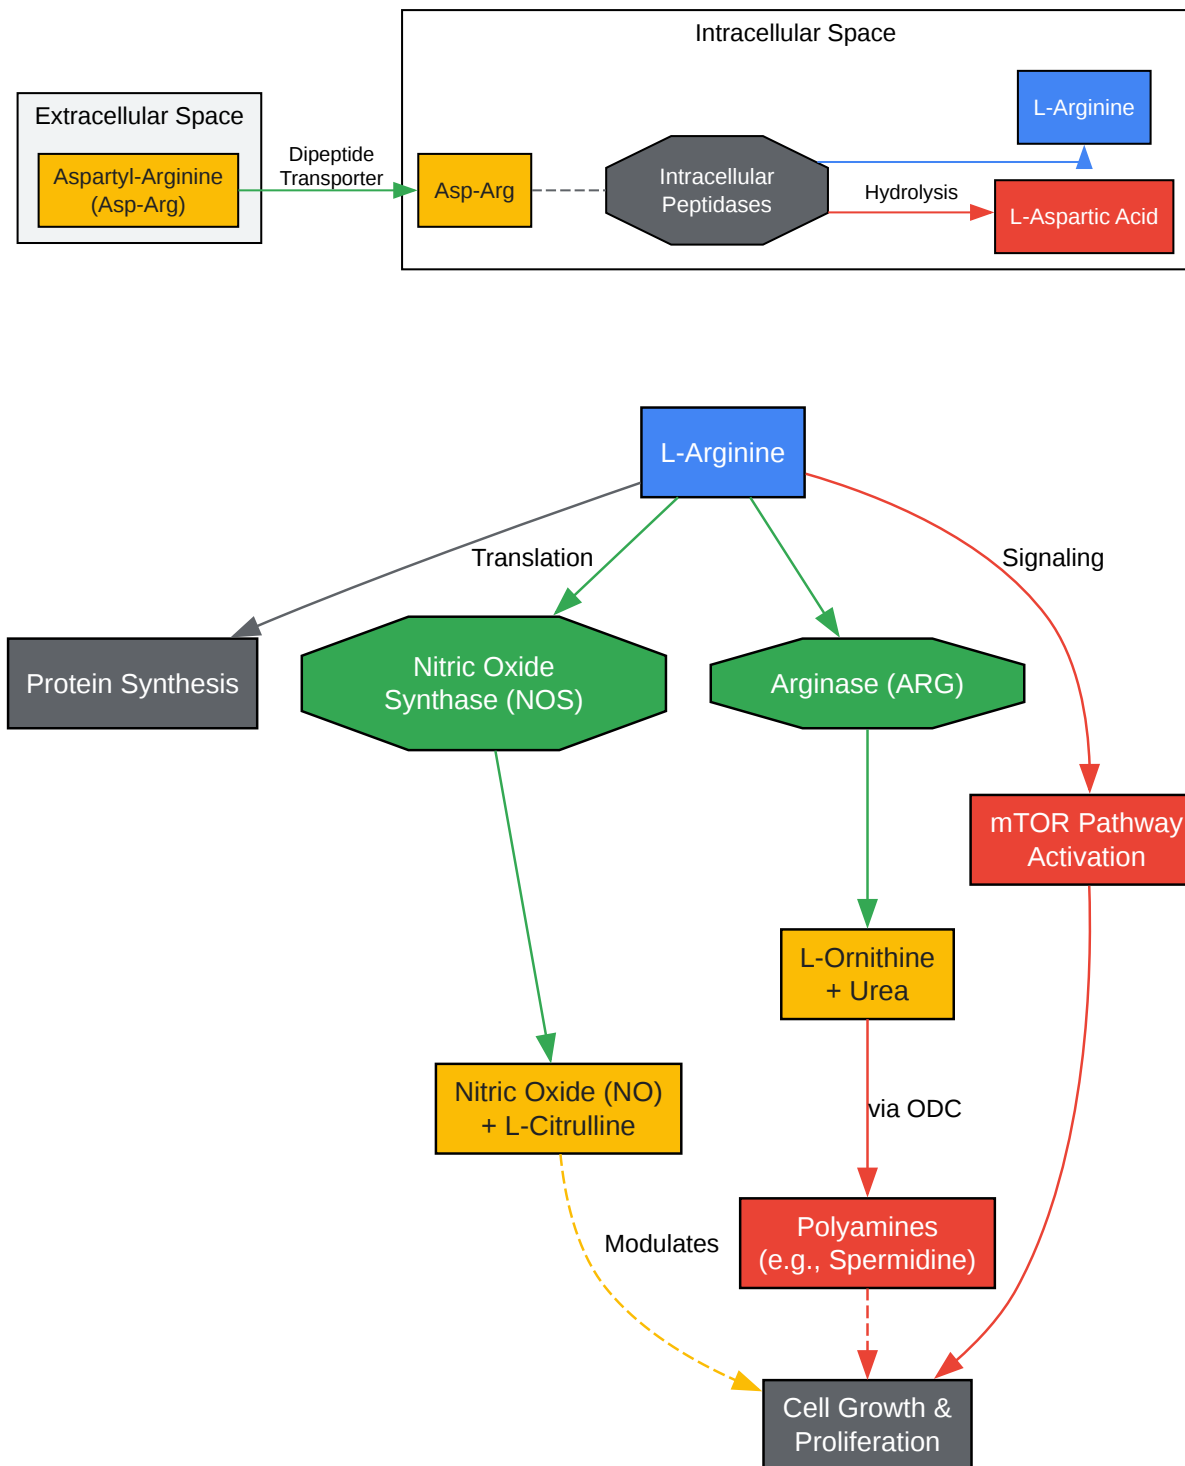 Intracellular Space
Extracellular Space
Aspartyl-Arginine
(Asp-Arg)
Dipeptide
Transporter
Asp-Arg
Intracellular
Peptidases
Hydrolysis
L-Arginine
L-Aspartic Acid
L-Arginine
Translation
Signaling
Protein Synthesis
Nitric Oxide
Synthase (NOS)
Arginase (ARG)
mTOR Pathway
Activation
L-Ornithine
+ Urea
Nitric Oxide (NO)
+ L-Citrulline
via ODC
Modulates
Polyamines
(e.g., Spermidine)
Cell Growth &
Proliferation